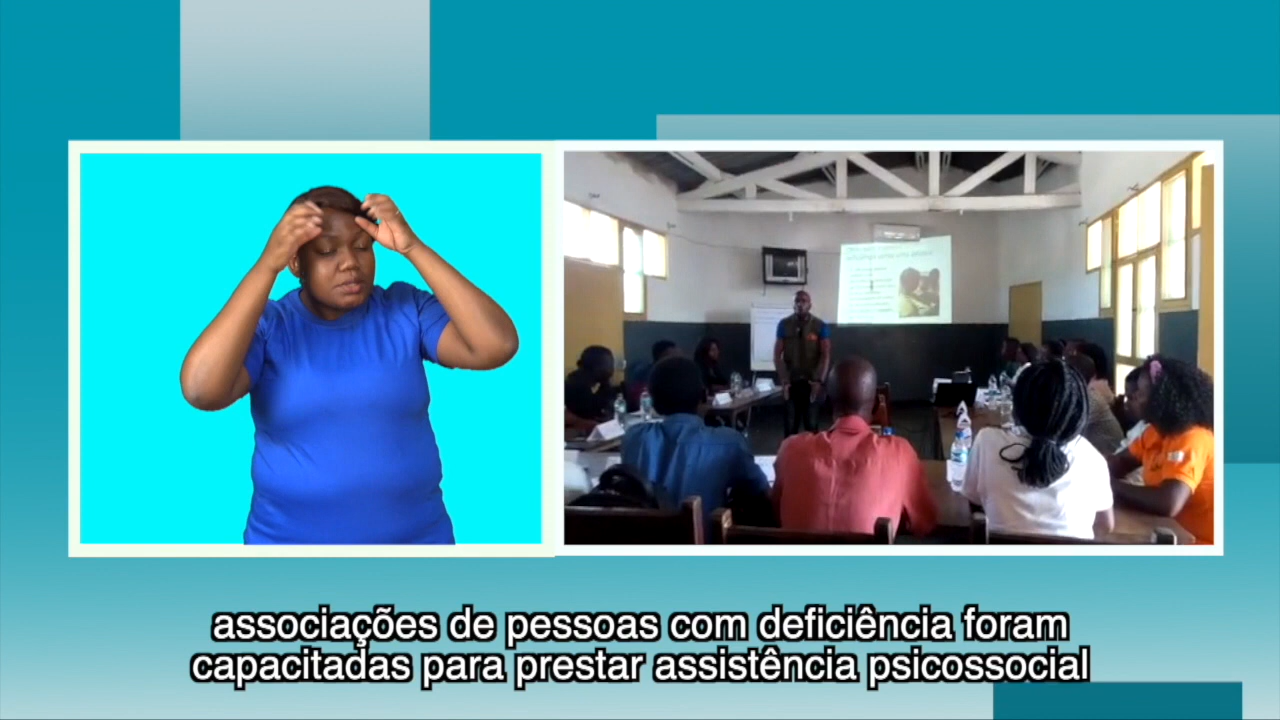 associações de pessoas com deficiência foram
capacitadas para prestar assistência psicossocial